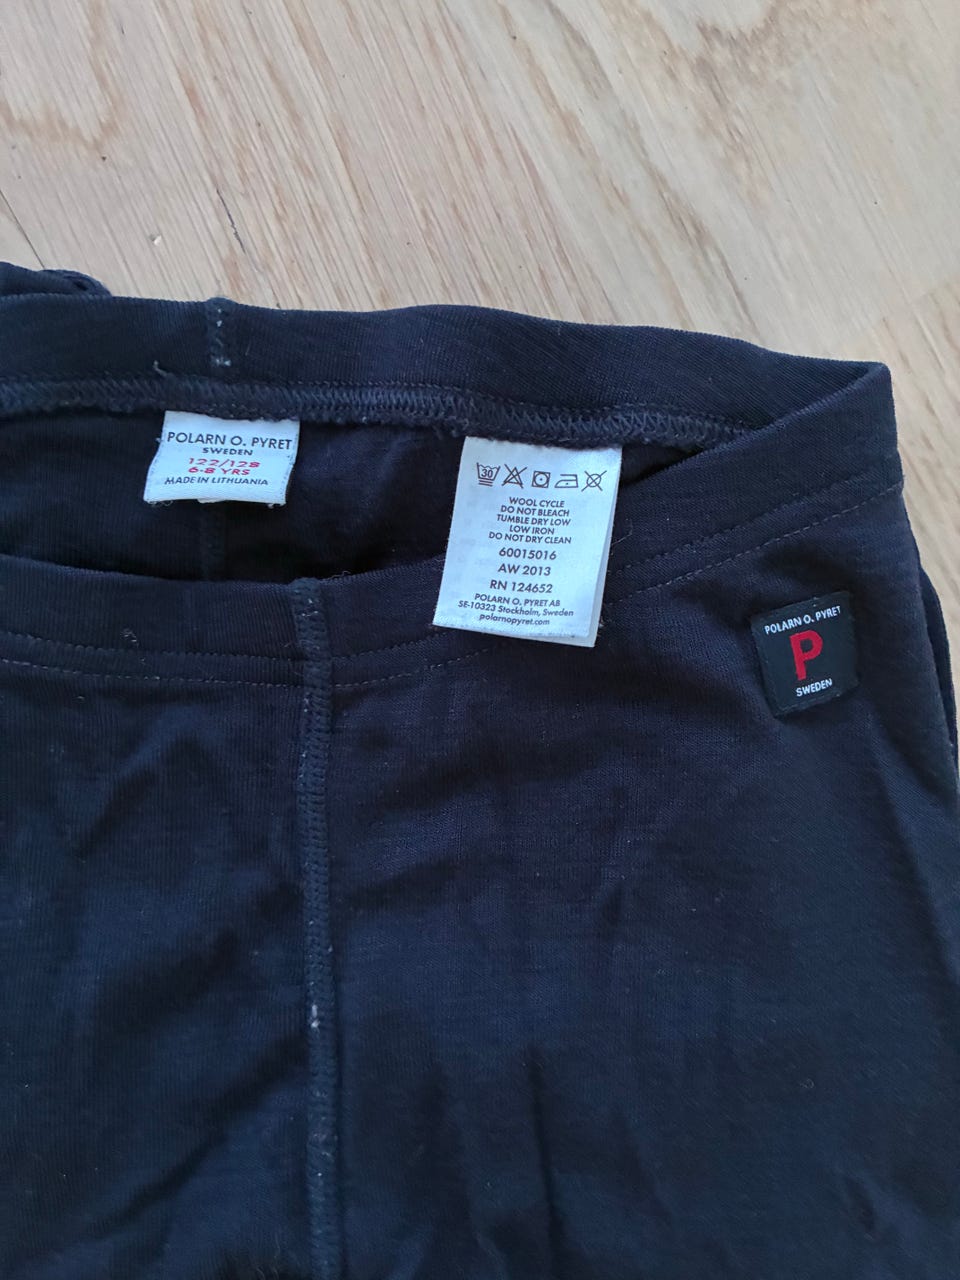 POLARN O. PYRET
SWEDEN
122/128
6-8 YRS
MADE IN LITHUANIA
30
WOOL CYCLE
DO NOT BLEACH
TUMBLE DRY LOW
LOW IRON
DO NOT DRY CLEAN
60015016
AW 2013
RN 124652
POLARN O. PYRET AB
SE-10323 Stockholm, Sweden
polarnopyret.com
POLARN O. PYRET
P
SWEDEN